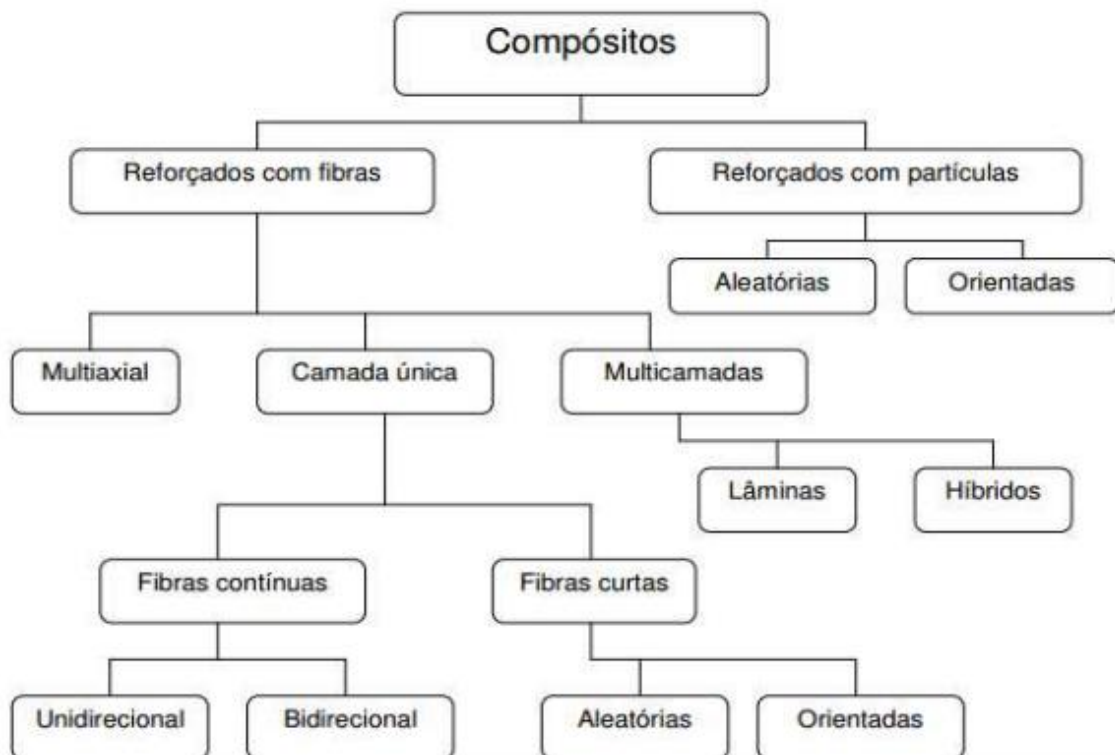 Compósitos
Reforçados com fibras
Reforçados com partículas
Aleatórias
Orientadas
Multiaxial
Camada única
Multicamadas
Lâminas
Híbridos
Fibras contínuas
Fibras curtas
Unidirecional
Bidirecional
Aleatórias
Orientadas